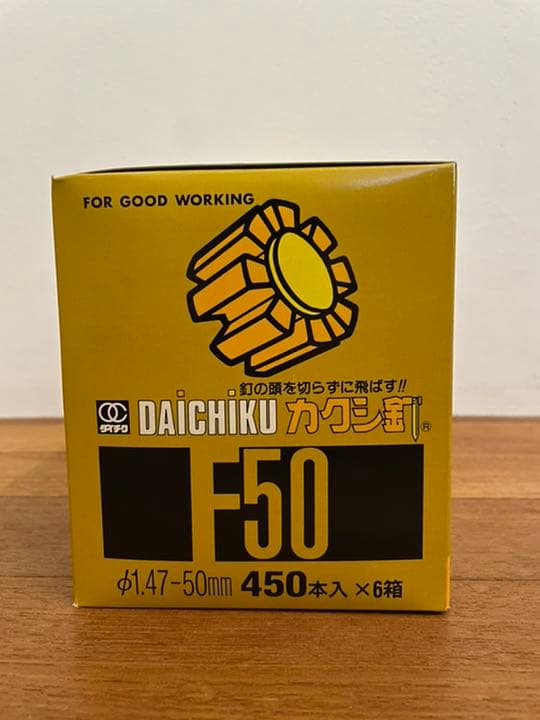 FOR GOOD WORKING
釘の頭を切らずに飛ばす!!
ダイチク DAiCHiKU カクシ釘®
F-50
φ1.47-50mm 450本入×6箱